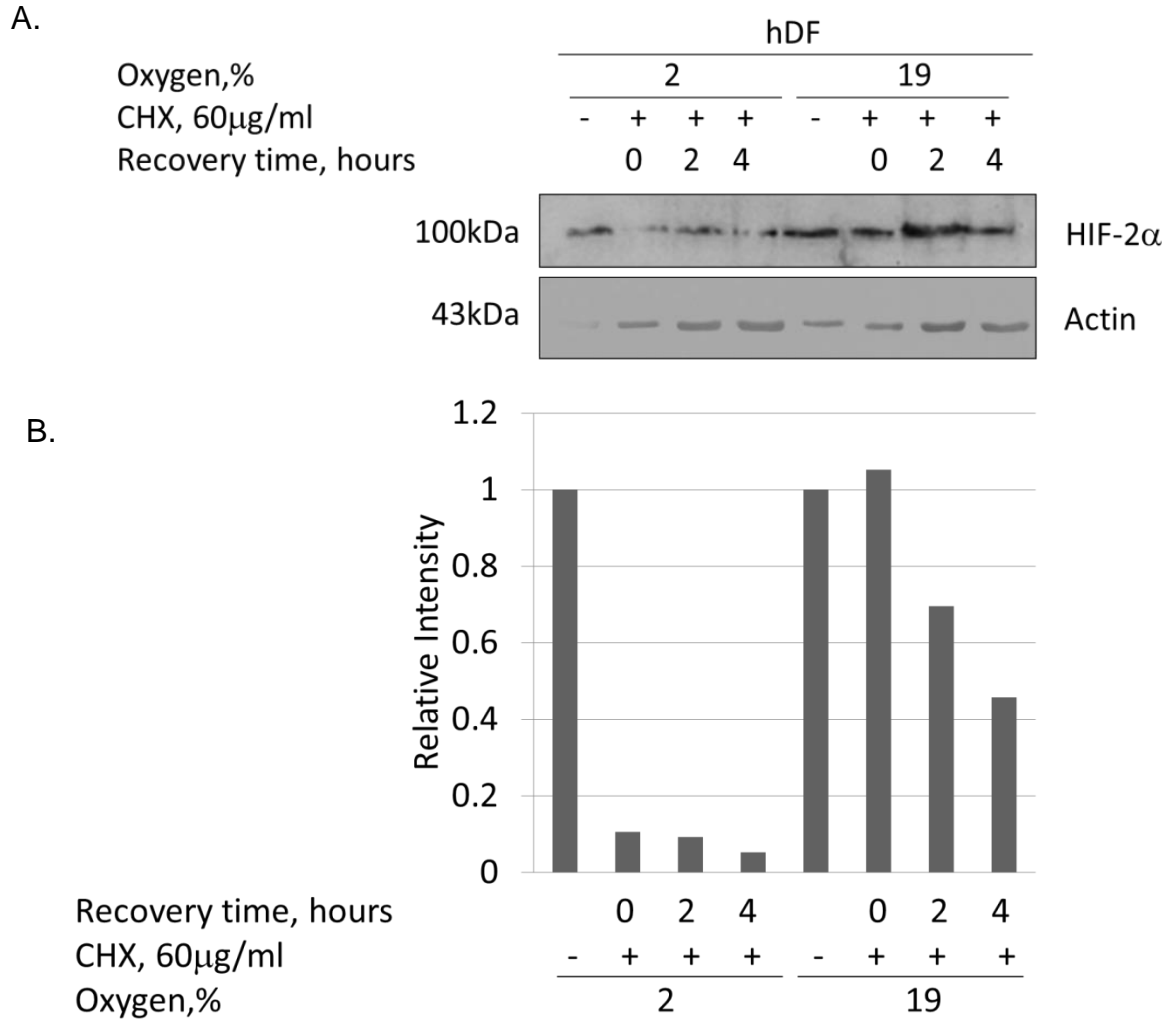 A.
hDF
Oxygen,% 2 19
CHX, 60μg/ml - + + + - + + +
Recovery time, hours 0 2 4 0 2 4
100kDa HIF-2α
43kDa Actin
B.
1.2
1
0.8
0.6
0.4
0.2
0
Relative Intensity
Recovery time, hours 0 2 4 0 2 4
CHX, 60μg/ml - + + + - + + +
Oxygen,% 2 19